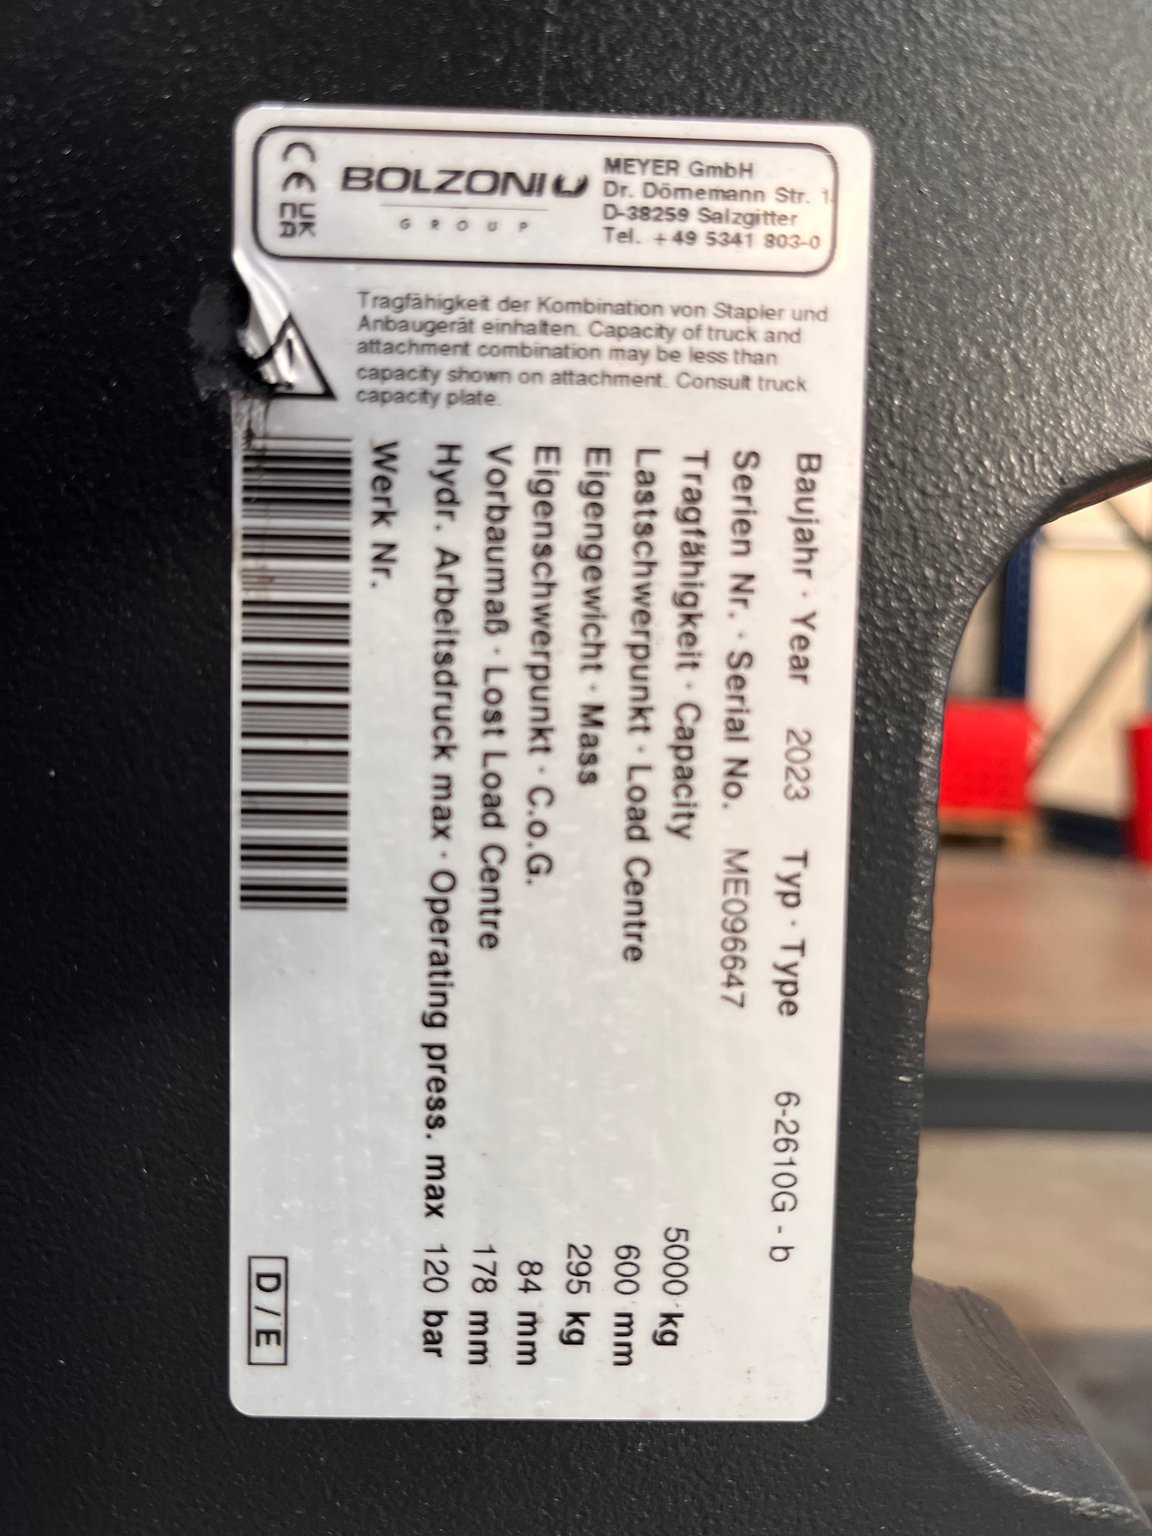 BOLZONI
GROUP
MEYER GmbH
Dr. Dörnemann Str. 1
D-38259 Salzgitter
Tel. +49 5341 803-0
CE
UK
CA
Tragfähigkeit der Kombination von Stapler und
Anbaugerät einhalten. Capacity of truck and
attachment combination may be less than
capacity shown on attachment. Consult truck
capacity plate.
Baujahr · Year 2023 Typ · Type 6-2610G - b
Serien Nr. · Serial No. ME096647
Tragfähigkeit · Capacity 5000 kg
Lastschwerpunkt · Load Centre 600 mm
Eigengewicht · Mass 295 kg
Eigenschwerpunkt · C.o.G. 84 mm
Vorbaumaß · Lost Load Centre 178 mm
Hydr. Arbeitsdruck max · Operating press. max 120 bar
Werk Nr.
D / E